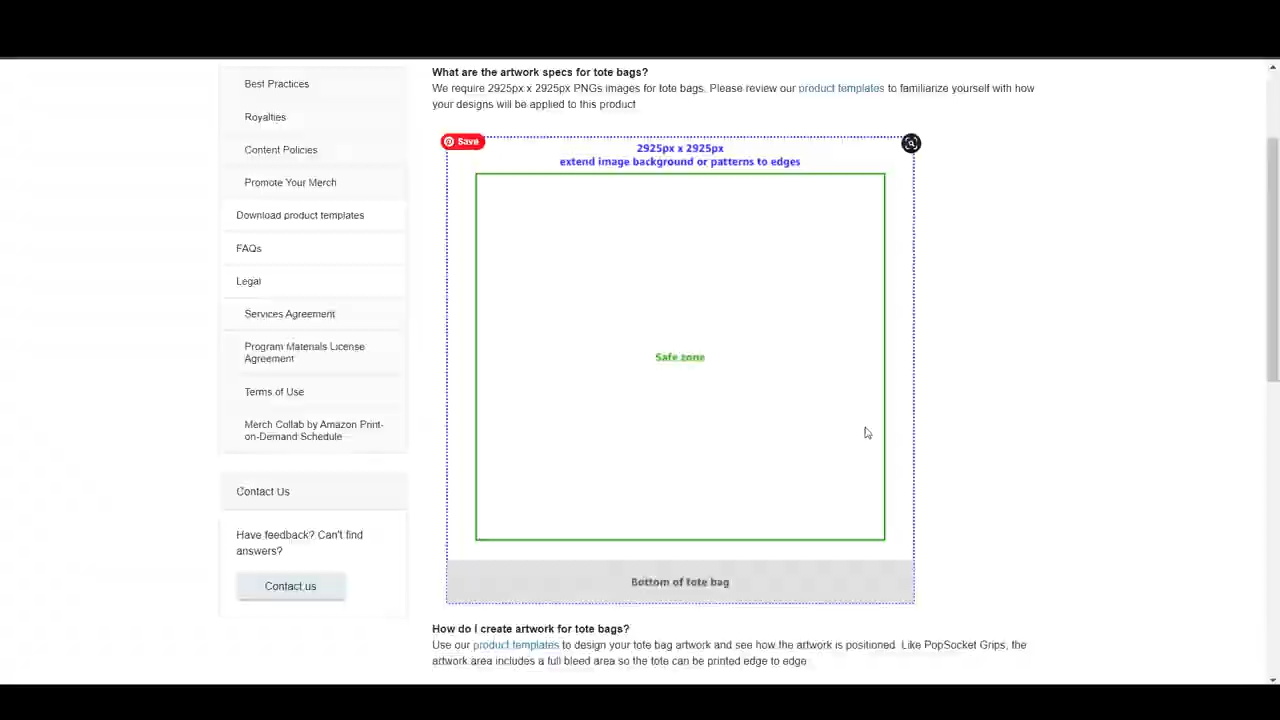 Best Practices
Royalties
Content Policies
Promote Your Merch
Download product templates
FAQs
Legal
Services Agreement
Program Materials License
Agreement
Terms of Use
Merch Collab by Amazon Print-
on-Demand Schedule
Contact Us
Have feedback? Can't find
answers?
Contact us
What are the artwork specs for tote bags?
We require 2925px x 2925px PNGs images for tote bags. Please review our product templates to familiarize yourself with how
your designs will be applied to this product
Save
2925px x 2925px
extend image background or patterns to edges
Safe zone
Bottom of tote bag
How do I create artwork for tote bags?
Use our product templates to design your tote bag artwork and see how the artwork is positioned. Like PopSocket Grips, the
artwork area includes a full bleed area so the tote can be printed edge to edge